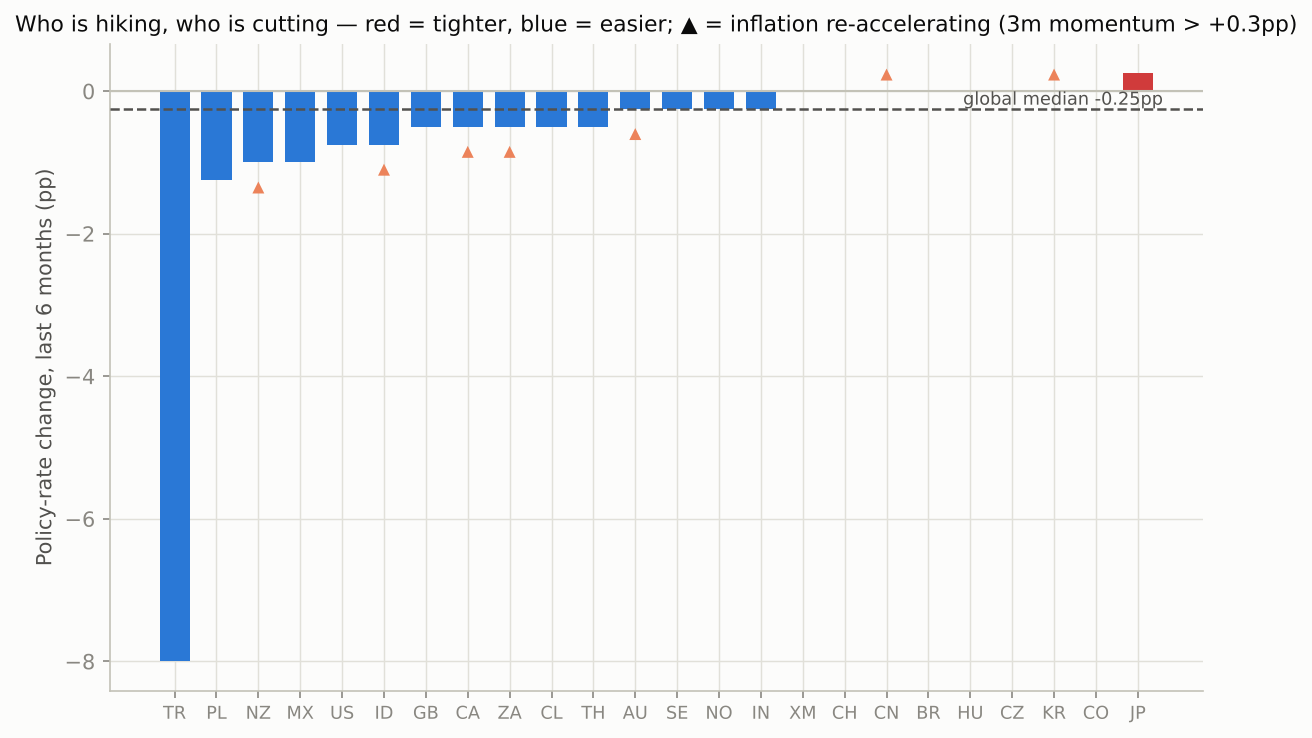 Who is hiking, who is cutting — red = tighter, blue = easier; ▲ = inflation re-accelerating (3m momentum > +0.3pp)
Policy-rate change, last 6 months (pp)
0
−2
−4
−6
−8
global median -0.25pp
TR PL NZ MX US ID GB CA ZA CL TH AU SE NO IN XM CH CN BR HU CZ KR CO JP